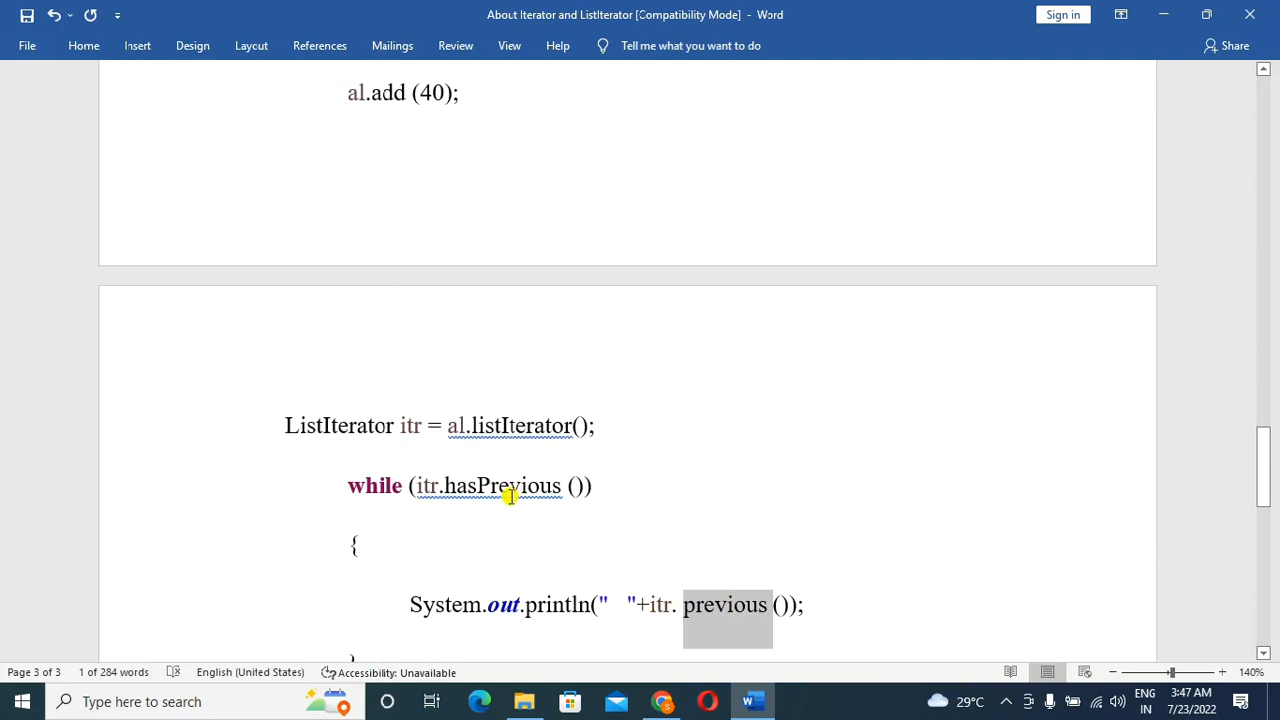 About Iterator and ListIterator [Compatibility Mode] - Word
Sign in
File Home Insert Design Layout References Mailings Review View Help Tell me what you want to do Share
al.add (40);
ListIterator itr = al.listIterator();
while (itr.hasPrevious ())
{
System.out.println("   "+itr. previous ());
}
Page 3 of 3 1 of 284 words English (United States) Accessibility: Unavailable 140%
Type here to search 29°C ENG 3:47 AM
IN 7/23/2022